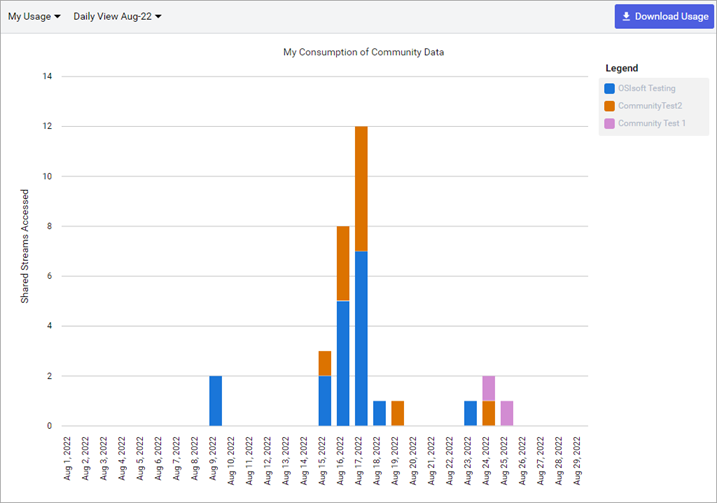 My Usage
Daily View Aug-22
Download Usage
My Consumption of Community Data
Legend
OSIsoft Testing
CommunityTest2
Community Test 1
Shared Streams Accessed
14
12
10
8
6
4
2
0
Aug 1, 2022
Aug 2, 2022
Aug 3, 2022
Aug 4, 2022
Aug 5, 2022
Aug 6, 2022
Aug 7, 2022
Aug 8, 2022
Aug 9, 2022
Aug 10, 2022
Aug 11, 2022
Aug 12, 2022
Aug 13, 2022
Aug 14, 2022
Aug 15, 2022
Aug 16, 2022
Aug 17, 2022
Aug 18, 2022
Aug 19, 2022
Aug 20, 2022
Aug 21, 2022
Aug 22, 2022
Aug 23, 2022
Aug 24, 2022
Aug 25, 2022
Aug 26, 2022
Aug 27, 2022
Aug 28, 2022
Aug 29, 2022